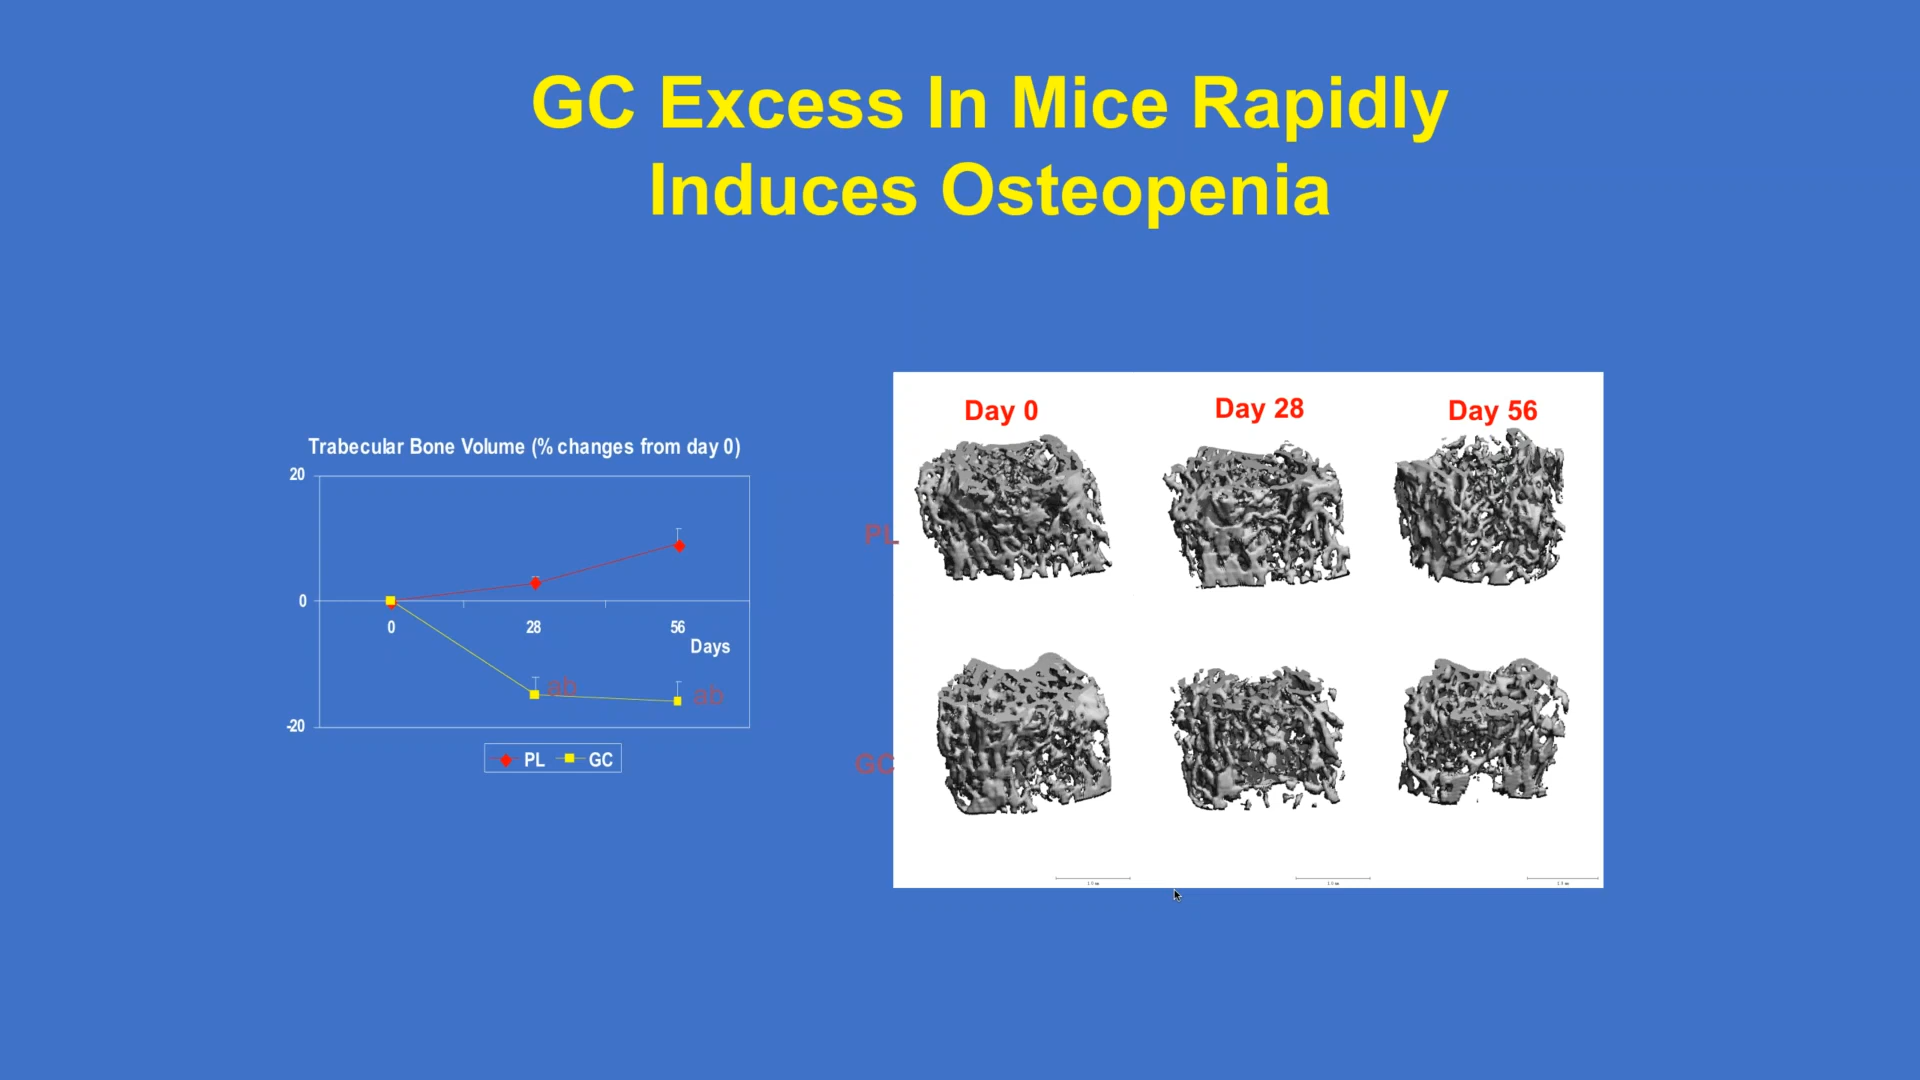 GC Excess In Mice Rapidly
Induces Osteopenia
Trabecular Bone Volume (% changes from day 0)
20
0
-20
0
28
56
Days
ab
ab
PL
GC
Day 0
Day 28
Day 56
PL
GC